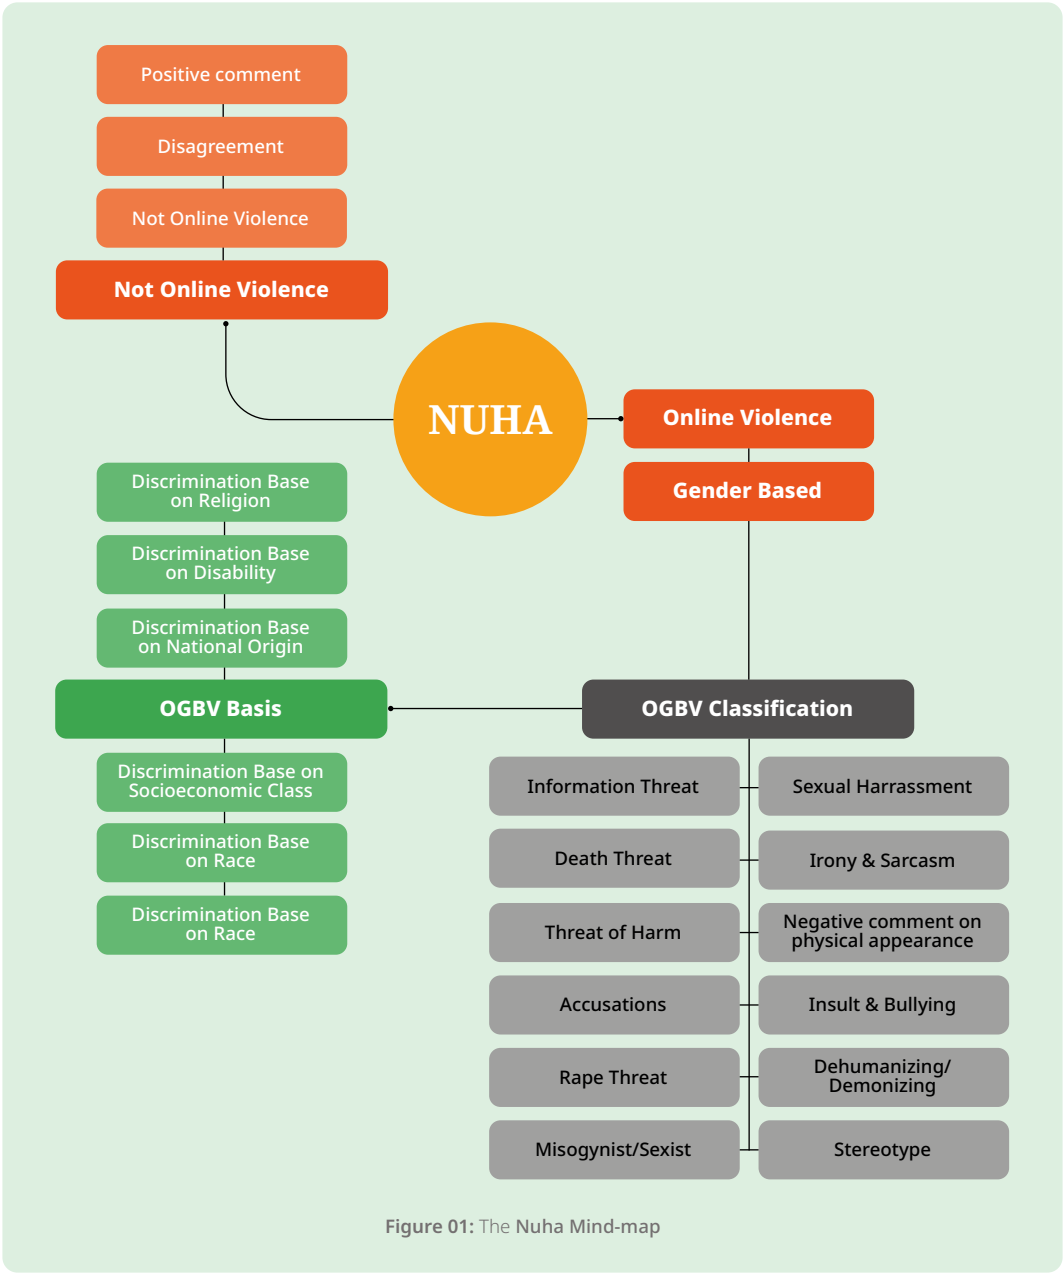 Positive comment
Disagreement
Not Online Violence
Not Online Violence
NUHA
Online Violence
Gender Based
Discrimination Base
on Religion
Discrimination Base
on Disability
Discrimination Base
on National Origin
OGBV Basis
Discrimination Base on
Socioeconomic Class
Discrimination Base
on Race
Discrimination Base
on Race
OGBV Classification
Information Threat
Sexual Harrassment
Death Threat
Irony & Sarcasm
Threat of Harm
Negative comment on
physical appearance
Accusations
Insult & Bullying
Rape Threat
Dehumanizing/
Demonizing
Misogynist/Sexist
Stereotype
Figure 01: The Nuha Mind-map